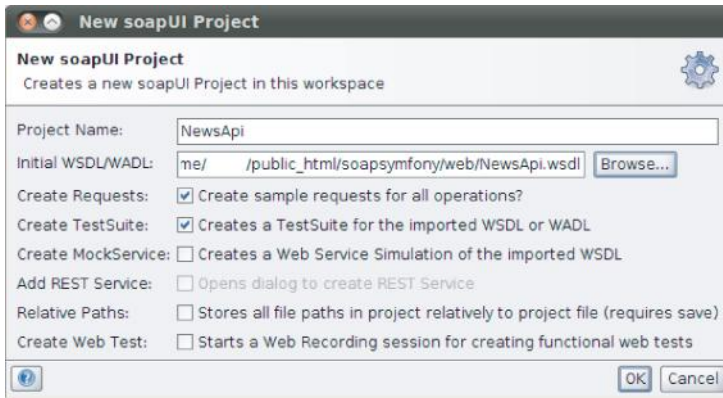 New soapUI Project
New soapUI Project
Creates a new soapUI Project in this workspace
Project Name: NewsApi
Initial WSDL/WADL: me/ /public_html/soapsymfony/web/NewsApi.wsdl Browse...
Create Requests: Create sample requests for all operations?
Create TestSuite: Creates a TestSuite for the imported WSDL or WADL
Create MockService: Creates a Web Service Simulation of the imported WSDL
Add REST Service: Opens dialog to create REST Service
Relative Paths: Stores all file paths in project relatively to project file (requires save)
Create Web Test: Starts a Web Recording session for creating functional web tests
? OK Cancel